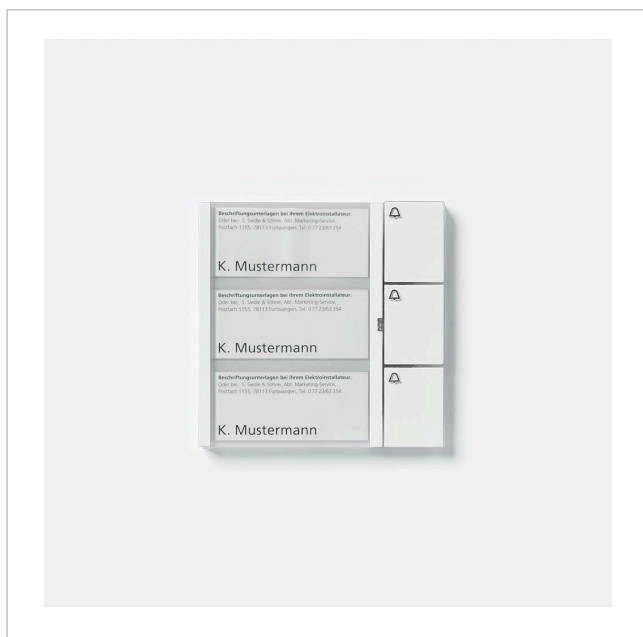 Beschriftungsunterlagen bei Ihrem Elektroinstallateur.
Oder bei: S. Siedle & Söhne, Abt. Marketing-Service,
Postfach 1155, 78113 Furtwangen, Tel. 0 77 23/63 354
K. Mustermann
Beschriftungsunterlagen bei Ihrem Elektroinstallateur.
Oder bei: S. Siedle & Söhne, Abt. Marketing-Service,
Postfach 1155, 78113 Furtwangen, Tel. 0 77 23/63 354
K. Mustermann
Beschriftungsunterlagen bei Ihrem Elektroinstallateur.
Oder bei: S. Siedle & Söhne, Abt. Marketing-Service,
Postfach 1155, 78113 Furtwangen, Tel. 0 77 23/63 354
K. Mustermann